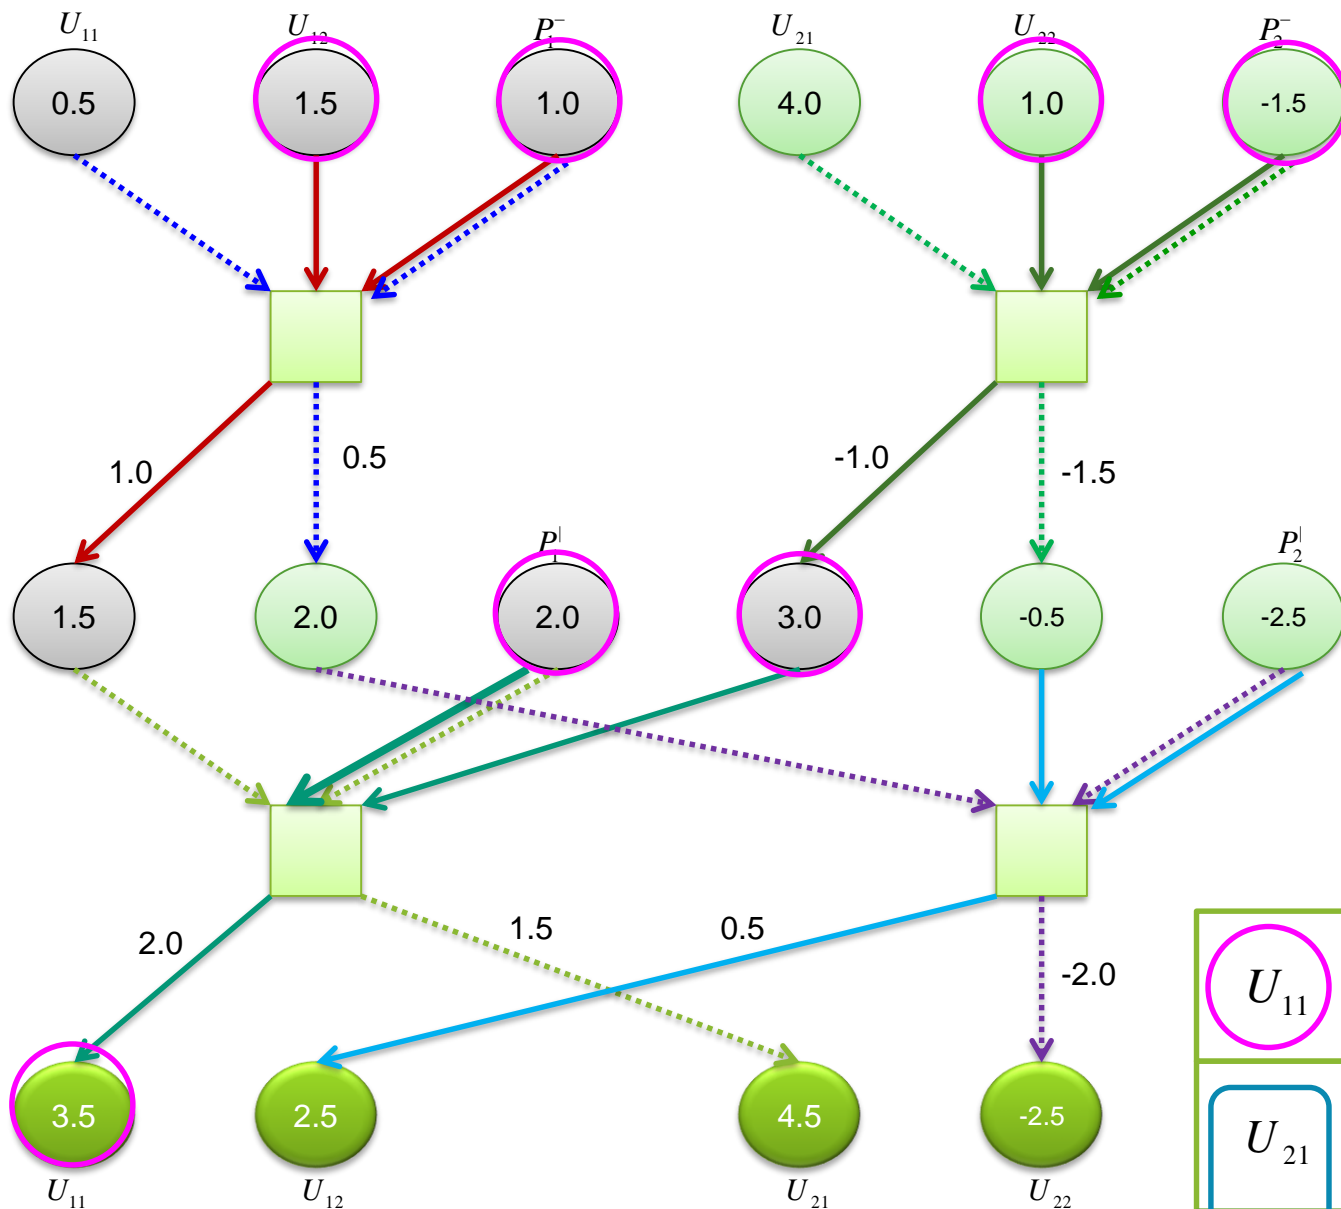 U₁₁ U₁₂ P₁⁻ U₂₁ U₂₂ P₂⁻
0.5 1.5 1.0 4.0 1.0 -1.5
1.0 0.5 -1.0 -1.5
P₁| P₂|
1.5 2.0 2.0 3.0 -0.5 -2.5
2.0 1.5 0.5 -2.0
U₁₁
3.5 2.5 4.5 -2.5
U₂₁
U₁₁ U₁₂ U₂₁ U₂₂